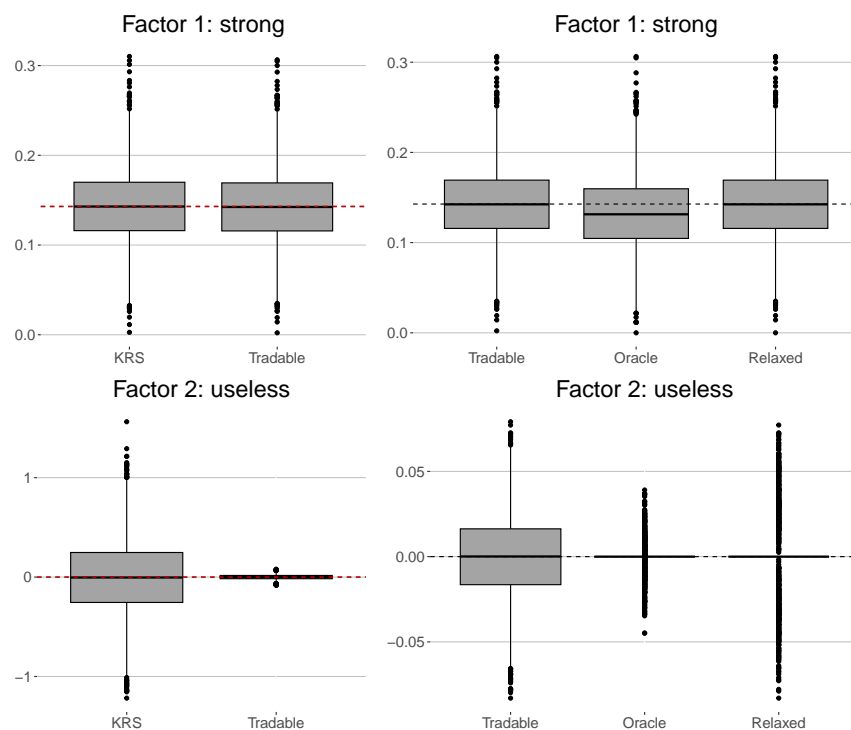 Factor 1: strong
0.3
0.2
0.1
0.0
KRS Tradable
Factor 1: strong
0.3
0.2
0.1
0.0
Tradable Oracle Relaxed
Factor 2: useless
1
0
−1
KRS Tradable
Factor 2: useless
0.05
0.00
−0.05
Tradable Oracle Relaxed